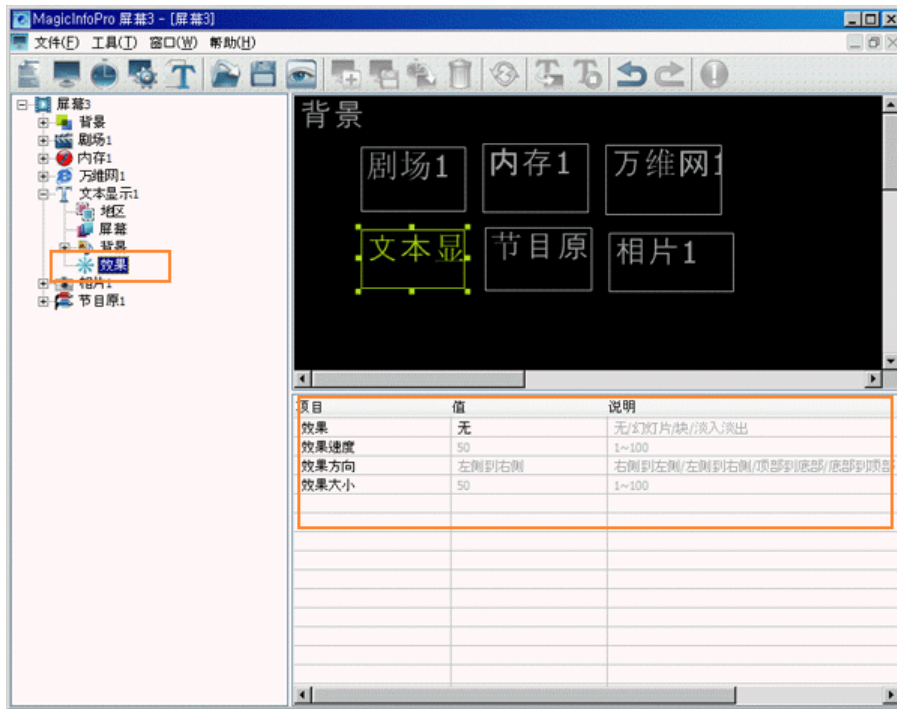 MagicInfoPro 屏幕3 - [屏幕3]
文件(F) 工具(T) 窗口(W) 帮助(H)
屏幕3
背景
剧场1
内存1
万维网1
文本显示1
地区
屏幕
背景
效果
相片1
节目原1
背景
剧场1 内存1 万维网1
文本显 节目原 相片1
项目 值 说明
效果 无 无/幻灯片/块/淡入淡出
效果速度 50 1~100
效果方向 左侧到右侧 右侧到左侧/左侧到右侧/顶部到底部/底部到顶部
效果大小 50 1~100